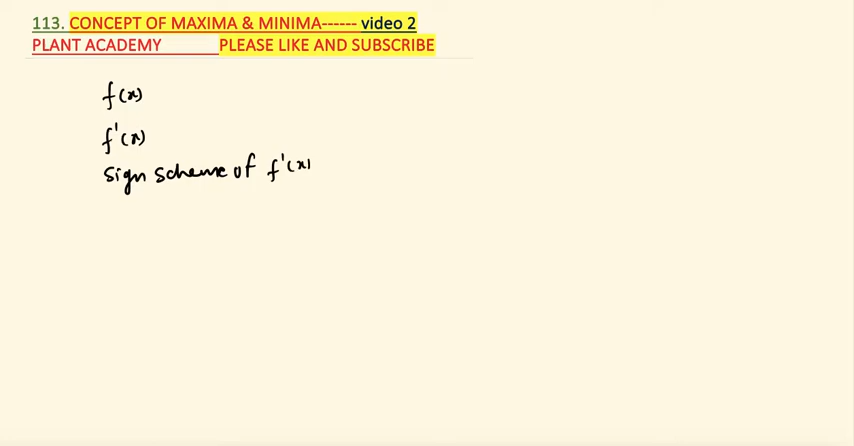 113. CONCEPT OF MAXIMA & MINIMA------ video 2
PLANT ACADEMY PLEASE LIKE AND SUBSCRIBE
f(x)
f'(x)
sign scheme of f'(x)